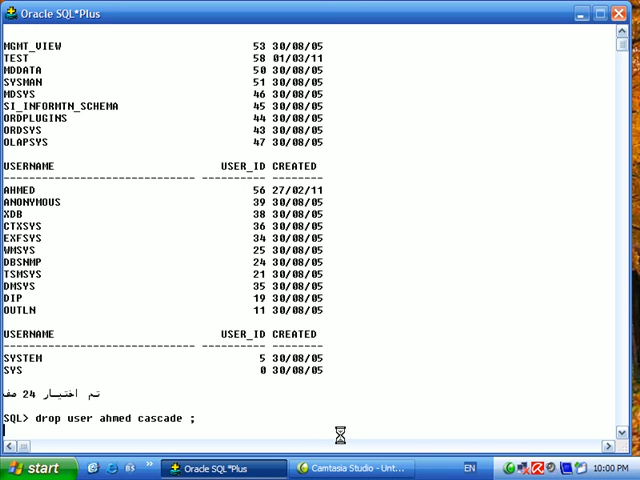 Oracle SQL*Plus
MGMT_VIEW 53 30/08/05
TEST 58 01/03/11
MDDATA 50 30/08/05
SYSMAN 51 30/08/05
MDSYS 46 30/08/05
SI_INFORMTN_SCHEMA 45 30/08/05
ORDPLUGINS 44 30/08/05
ORDSYS 43 30/08/05
OLAPSYS 47 30/08/05
USERNAME USER_ID CREATED
------------------------------ ---------- --------
AHMED 56 27/02/11
ANONYMOUS 39 30/08/05
XDB 38 30/08/05
CTXSYS 36 30/08/05
EXFSYS 34 30/08/05
WMSYS 25 30/08/05
DBSNMP 24 30/08/05
TSMSYS 21 30/08/05
DMSYS 35 30/08/05
DIP 19 30/08/05
OUTLN 11 30/08/05
USERNAME USER_ID CREATED
------------------------------ ---------- --------
SYSTEM 5 30/08/05
SYS 0 30/08/05
تم اختيار 24 صف
SQL> drop user ahmed cascade ;
start
Oracle SQL*Plus
Camtasia Studio - Unt...
EN
10:00 PM